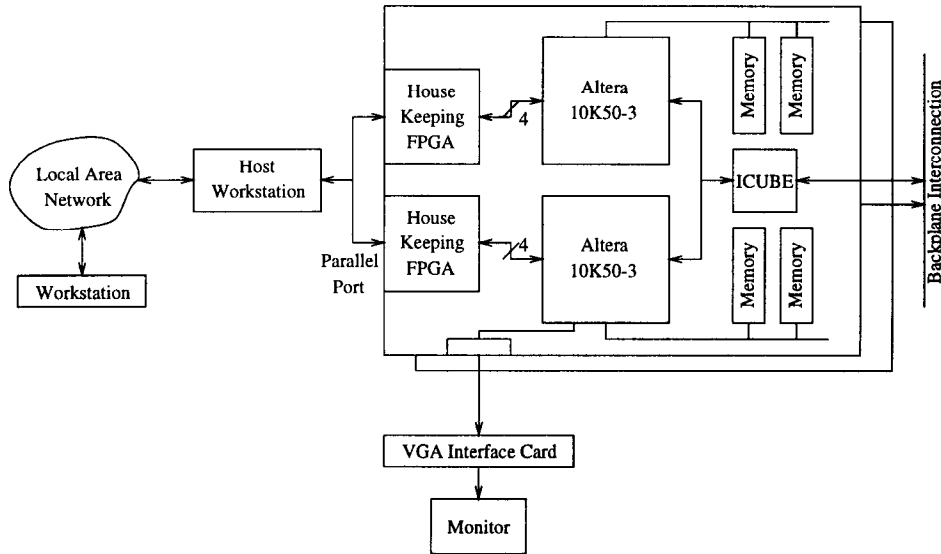 Local Area
Network
Workstation
Host
Workstation
Parallel
Port
House
Keeping
FPGA
4
Altera
10K50-3
House
Keeping
FPGA
4
Altera
10K50-3
Memory
Memory
ICUBE
Memory
Memory
Backplane Interconnection
VGA Interface Card
Monitor